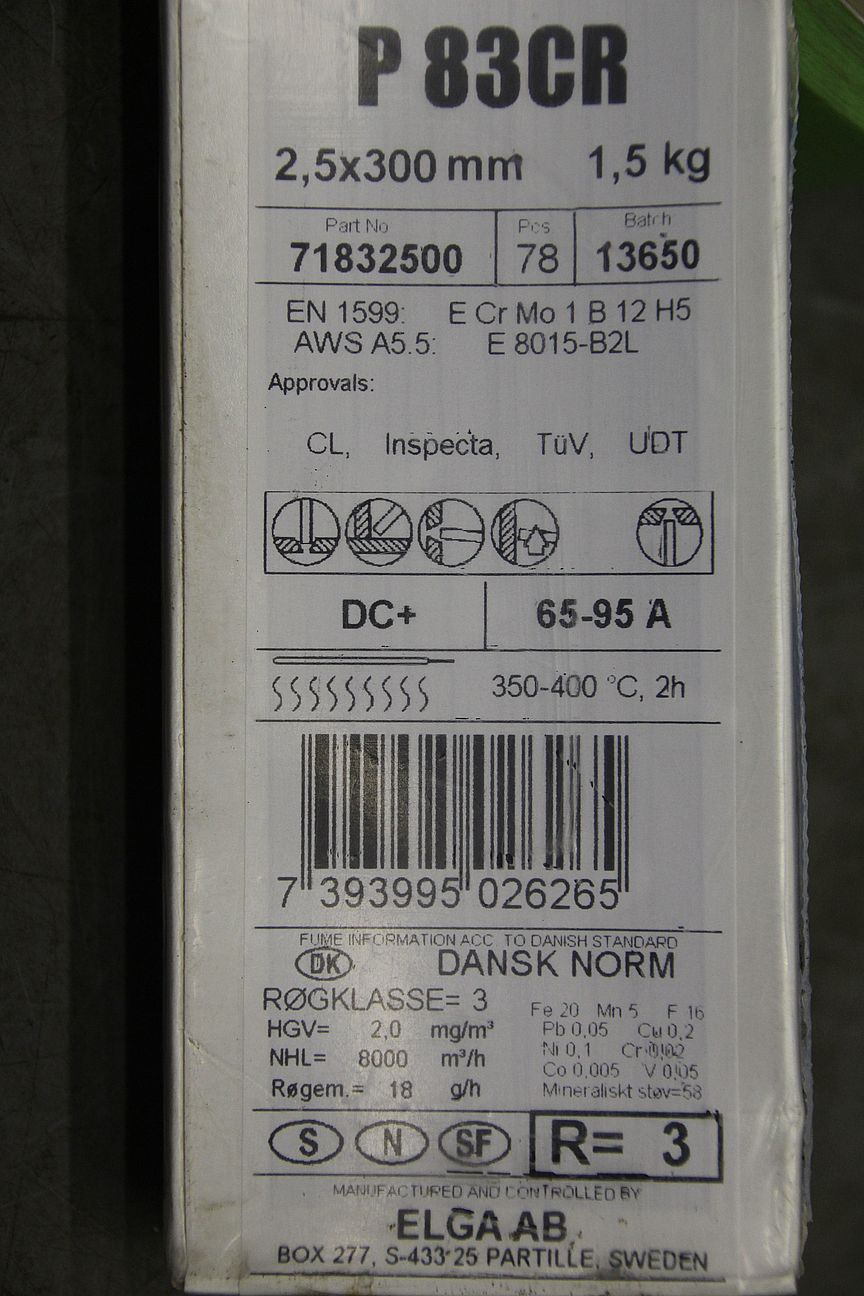 P 83CR
2,5x300 mm 1,5 kg
Part No Pcs Batch
71832500 78 13650
EN 1599: E Cr Mo 1 B 12 H5
AWS A5.5: E 8015-B2L
Approvals:
CL, Inspecta, TüV, UDT
DC+ 65-95 A
350-400 °C, 2h
7 393995 026265
FUME INFORMATION ACC. TO DANISH STANDARD
DK DANSK NORM
RØGKLASSE= 3
Fe 20 Mn 5 F 16
HGV= 2,0 mg/m³
Pb 0,05 Cu 0,2
NHL= 8000 m³/h
Ni 0,1 Cr 0,02
Co 0,005 V 0,05
Røgem.= 18 g/h
Mineraliskt støv=58
S N SF R= 3
MANUFACTURED AND CONTROLLED BY
ELGA AB
BOX 277, S-433 25 PARTILLE, SWEDEN